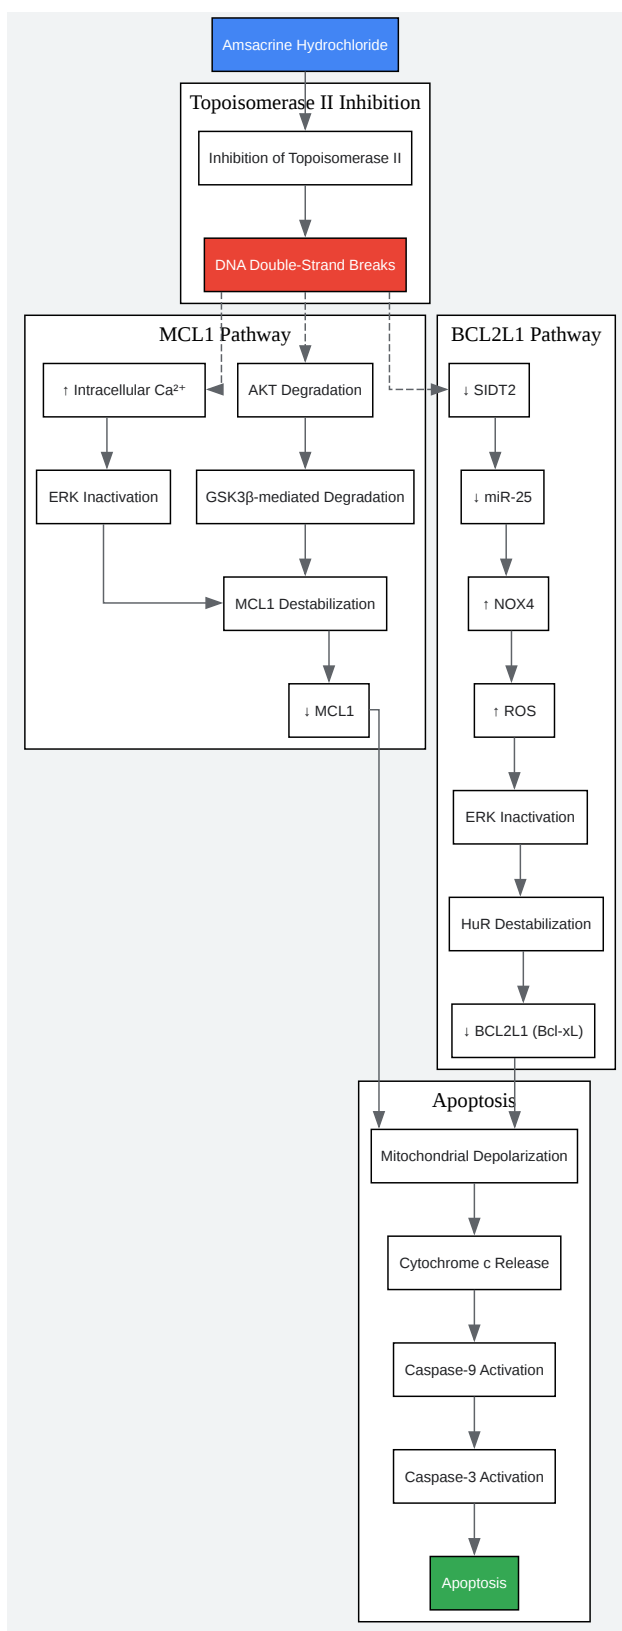 Amsacrine Hydrochloride
Topoisomerase II Inhibition
Inhibition of Topoisomerase II
DNA Double-Strand Breaks
MCL1 Pathway
↑ Intracellular Ca²⁺
AKT Degradation
ERK Inactivation
GSK3β-mediated Degradation
MCL1 Destabilization
↓ MCL1
BCL2L1 Pathway
↓ SIDT2
↓ miR-25
↑ NOX4
↑ ROS
ERK Inactivation
HuR Destabilization
↓ BCL2L1 (Bcl-xL)
Apoptosis
Mitochondrial Depolarization
Cytochrome c Release
Caspase-9 Activation
Caspase-3 Activation
Apoptosis